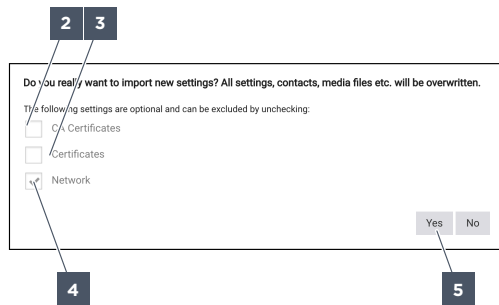 2 3
Do you really want to import new settings? All settings, contacts, media files etc. will be overwritten.
The following settings are optional and can be excluded by unchecking:
CA Certificates
Certificates
Network
Yes No
4 5